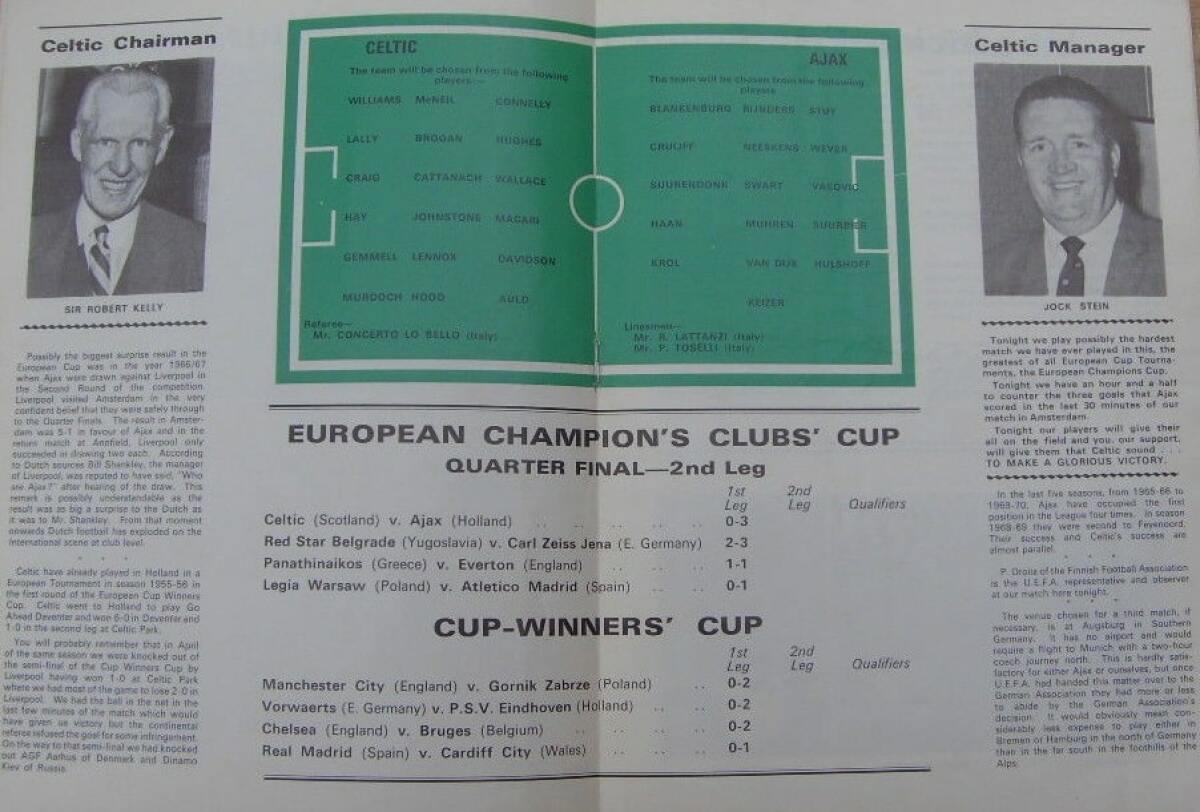 Celtic Chairman
SIR ROBERT KELLY
Possibly the biggest surprise result in the
European Cup was in the year 1966/67
when Ajax were drawn against Liverpool in
the Second Round of the competition.
Liverpool visited Amsterdam in the very
confident belief that they were safely through
to the Quarter Finals. The result in Amster-
dam was 5-1 in favour of Ajax and in the
return match at Annfield, Liverpool only
succeeded in drawing two each. According
to Dutch sources Bill Shankley, the manager
of Liverpool, was reputed to have said, "Who
are Ajax?" after hearing of the draw. This
remark is possibly understandable as the
result was as big a surprise to the Dutch as
it was to Mr. Shankley. From that moment
onwards Dutch football has exploded on the
International scene at club level.
Celtic have already played in Holland in a
European Tournament in season 1955-56 in
the first round of the European Cup Winners
Cup. Celtic went to Holland to play Go
Ahead Deventer and won 6-0 in Deventer and
1-0 in the second leg at Celtic Park.
You will probably remember that in April
of the same season we were knocked out of
the semi-final of the Cup Winners Cup by
Liverpool having won 1-0 at Celtic Park
where we had most of the game to lose 2-0 in
Liverpool. We had the ball in the net in the
last few minutes of the match which would
have given us victory but the continental
referee refused the goal for some infringement.
On the way to that semi-final we had knocked
out AGF Aarhus of Denmark and Dinamo
Kiev of Russia.
CELTIC
The team will be chosen from the following
players:—
WILLIAMS McNEIL CONNELLY
LALLY BROGAN HUGHES
CRAIG CATTANACH WALLACE
HAY JOHNSTONE MACARI
GEMMELL LENNOX DAVIDSON
MURDOCH HOOD AULD
Referee—
Mr. CONCERTO LO BELLO (Italy)
AJAX
The team will be chosen from the following
players
BLANKENBURG RIJNDERS STUY
CRUIJFF NEESKENS WEVER
SUURENDONK SWART VASOVIC
HAAN MUHREN SUURBIER
KROL VAN DIJK HULSHOFF
KEIZER
Linesmen—
Mr. R. LATTANZI (Italy)
Mr. P. TOSELLI (Italy)
EUROPEAN CHAMPION'S CLUBS' CUP
QUARTER FINAL—2nd Leg
1st Leg 2nd Leg Qualifiers
Celtic (Scotland) v. Ajax (Holland) .. .. .. .. .. 0-3
Red Star Belgrade (Yugoslavia) v. Carl Zeiss Jena (E. Germany) 2-3
Panathinaikos (Greece) v. Everton (England) .. .. .. 1-1
Legia Warsaw (Poland) v. Atletico Madrid (Spain) .. .. 0-1
CUP-WINNERS' CUP
1st Leg 2nd Leg Qualifiers
Manchester City (England) v. Gornik Zabrze (Poland) .. 0-2
Vorwaerts (E. Germany) v. P.S.V. Eindhoven (Holland) .. .. 0-2
Chelsea (England) v. Bruges (Belgium) .. .. .. .. 0-2
Real Madrid (Spain) v. Cardiff City (Wales) .. .. .. 0-1
Celtic Manager
JOCK STEIN
Tonight we play possibly the hardest
match we have ever played in this, the
greatest of all European Cup Tourna-
ments, the European Champions Cup.
Tonight we have an hour and a half
to counter the three goals that Ajax
scored in the last 30 minutes of our
match in Amsterdam.
Tonight our players will give their
all on the field and you, our support,
will give them that Celtic sound . . .
TO MAKE A GLORIOUS VICTORY.
In the last five seasons, from 1965-66 to
1969-70, Ajax have occupied the first
position in the League four times. In season
1968-69 they were second to Feyenoord.
Their success and Celtic's success are
almost parallel.
P. Droitz of the Finnish Football Association
is the U.E.F.A. representative and observer
at our match here tonight.
The venue chosen for a third match, if
necessary, is at Augsburg in Southern
Germany. It has no airport and would
require a flight to Munich with a two-hour
coach journey north. This is hardly satis-
factory for either Ajax or ourselves, but once
U.E.F.A. had handed this matter over to the
German Association they had more or less
to abide by the German Association's
decision. It would obviously mean con-
siderably less expense to play either in
Bremen or Hamburg in the north of Germany
than in the far south in the foothills of the
Alps.